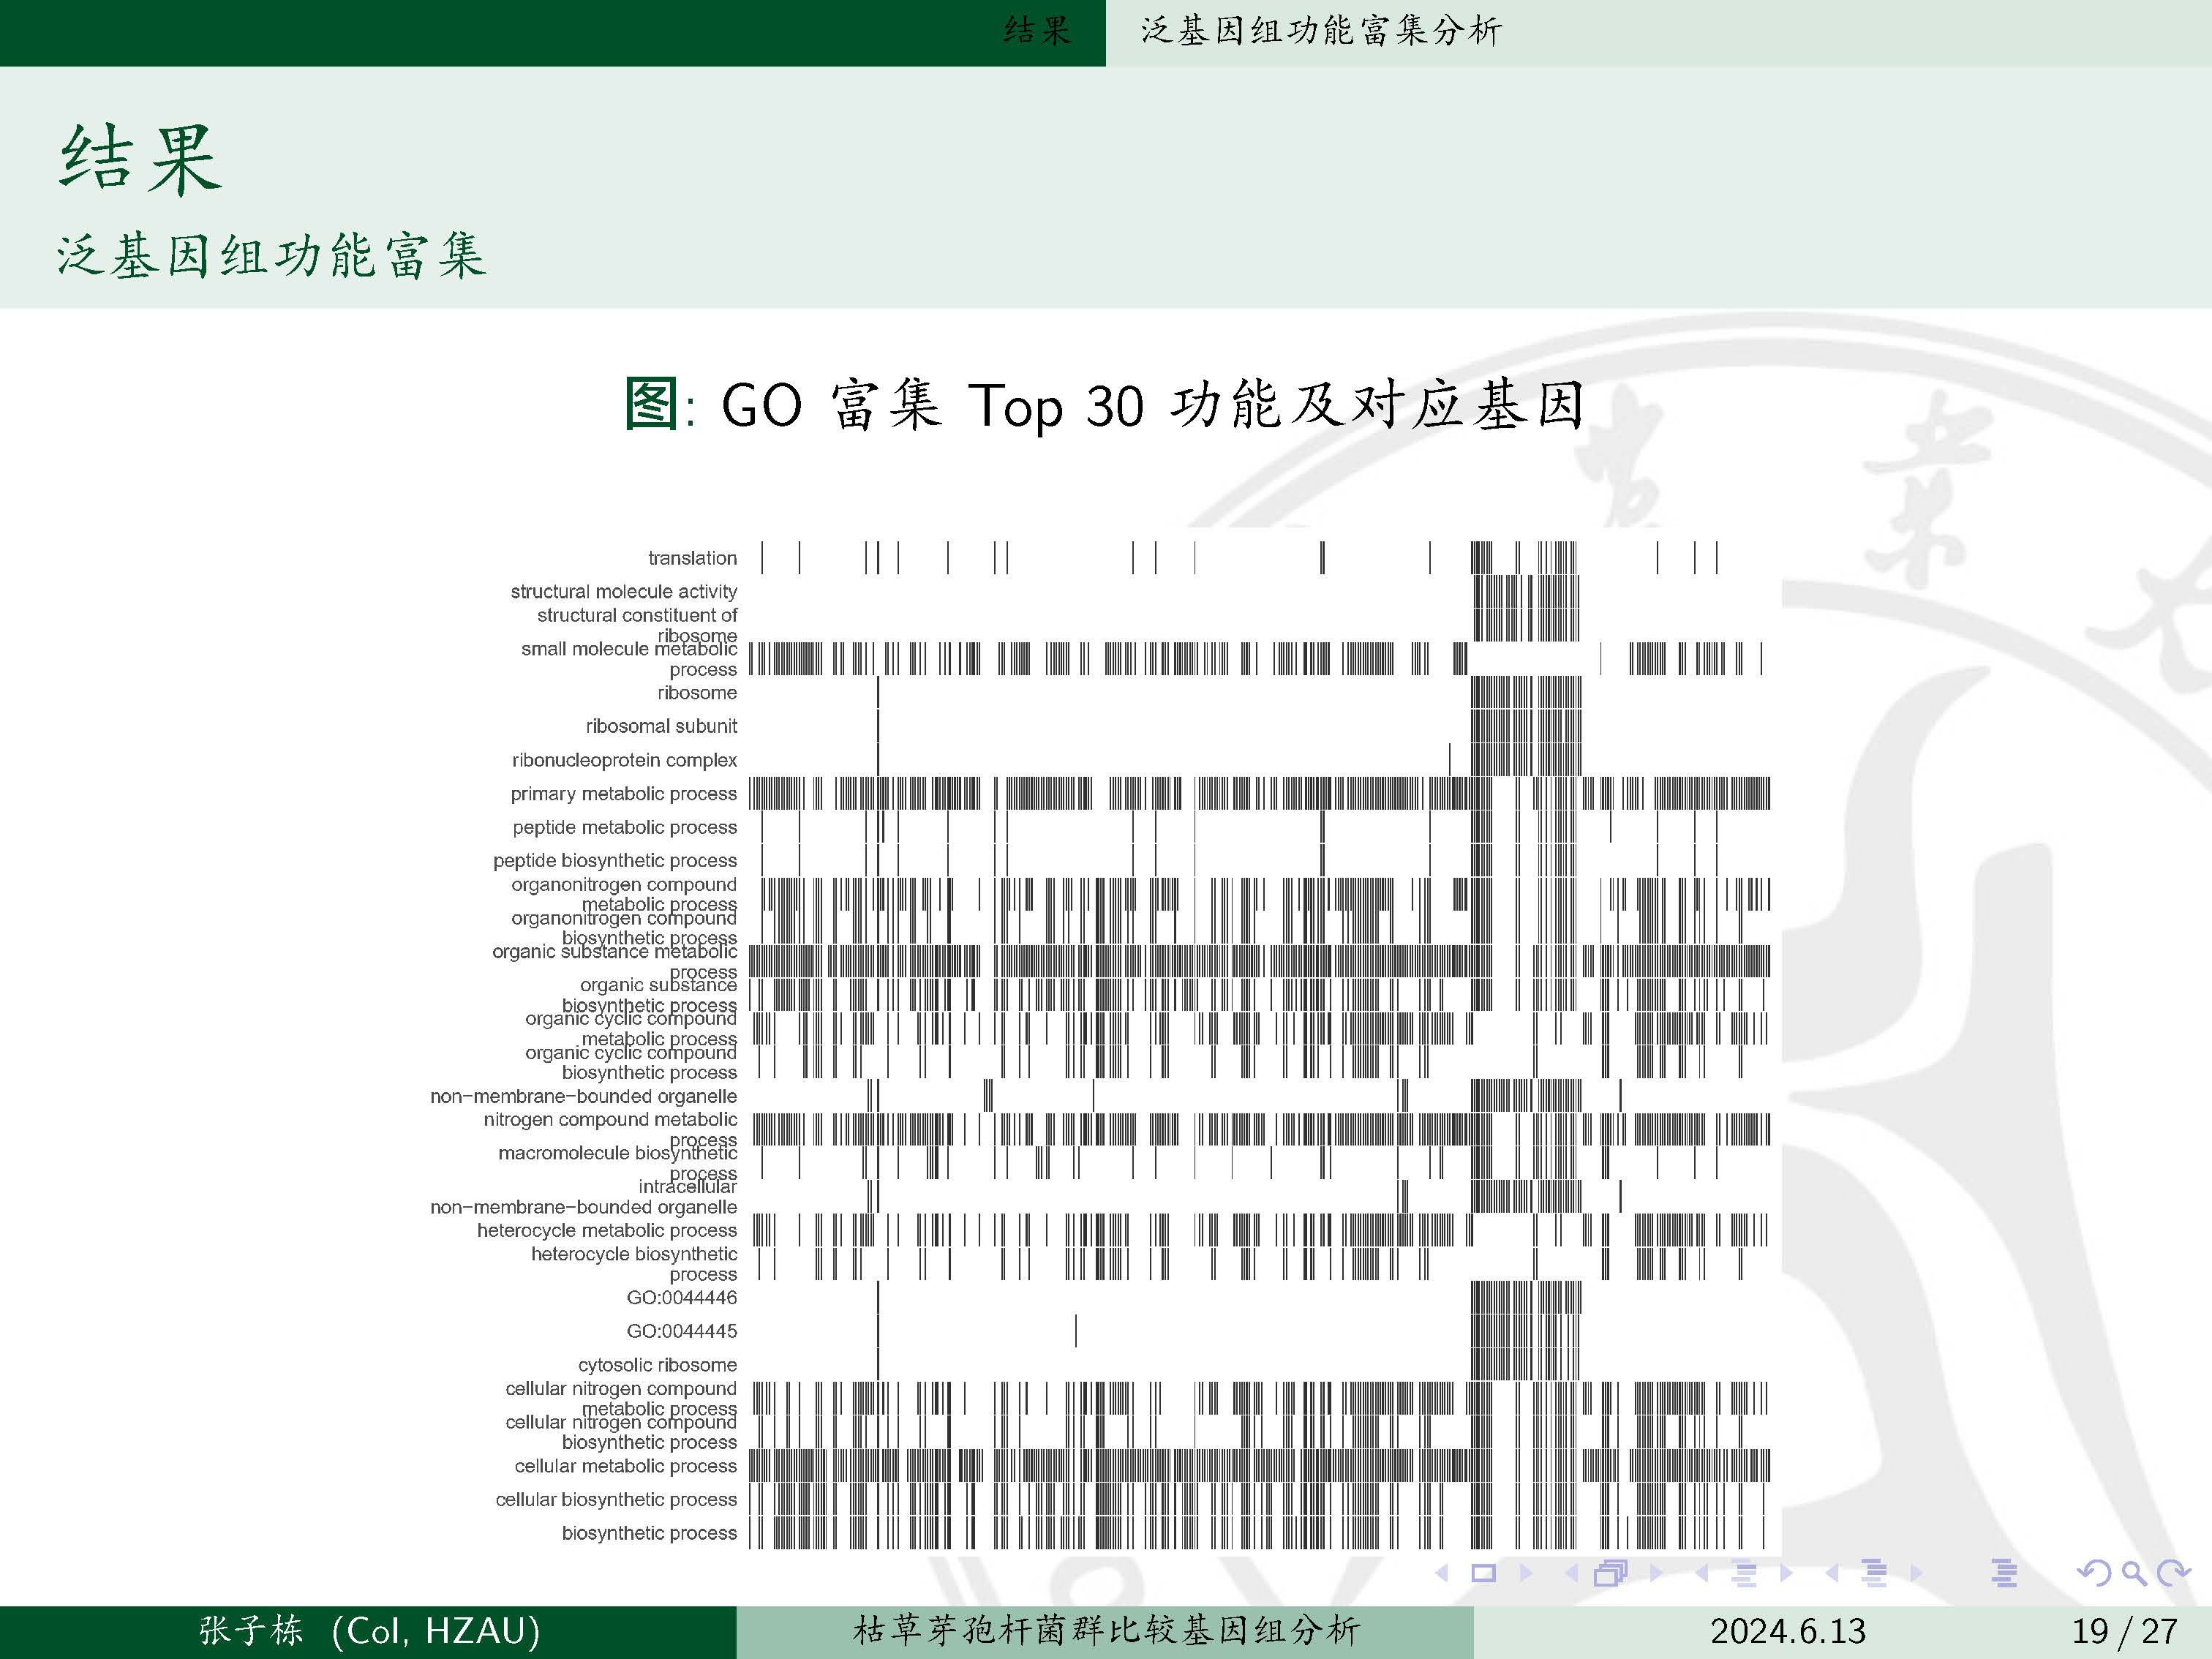 结果
泛基因组功能富集分析
结果
泛基因组功能富集
图: GO 富集 Top 30 功能及对应基因
translation
structural molecule activity
structural constituent of
ribosome
small molecule metabolic
process
ribosome
ribosomal subunit
ribonucleoprotein complex
primary metabolic process
peptide metabolic process
peptide biosynthetic process
organonitrogen compound
metabolic process
organonitrogen compound
biosynthetic process
organic substance metabolic
process
organic substance
biosynthetic process
organic cyclic compound
metabolic process
organic cyclic compound
biosynthetic process
non−membrane−bounded organelle
nitrogen compound metabolic
process
macromolecule biosynthetic
process
intracellular
non−membrane−bounded organelle
heterocycle metabolic process
heterocycle biosynthetic
process
GO:0044446
GO:0044445
cytosolic ribosome
cellular nitrogen compound
metabolic process
cellular nitrogen compound
biosynthetic process
cellular metabolic process
cellular biosynthetic process
biosynthetic process
张子栋 (Col, HZAU)
枯草芽孢杆菌群比较基因组分析
2024.6.13
19 / 27